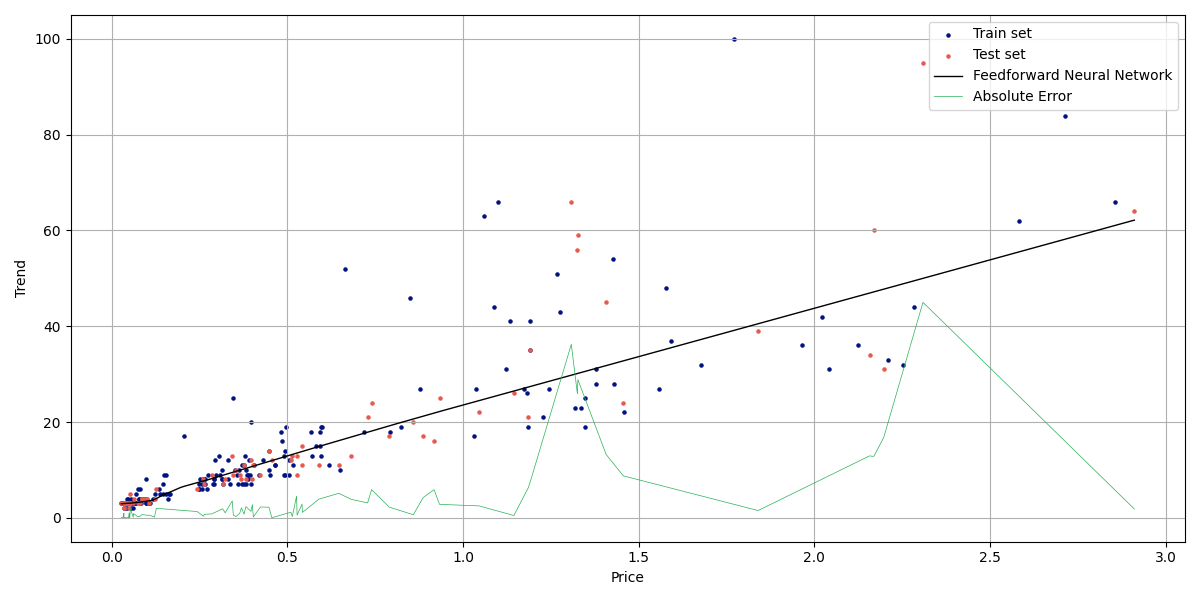 100
80
60
40
20
0
Trend
0.0
0.5
1.0
1.5
2.0
2.5
3.0
Price
Train set
Test set
Feedforward Neural Network
Absolute Error